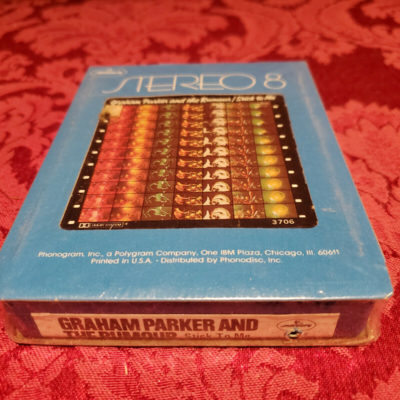 STEREO 8
Graham Parker and the Rumour / Stick To Me
3706
Phonogram, Inc., a Polygram Company, One IBM Plaza, Chicago, Ill. 60611
Printed in U.S.A. - Distributed by Phonodisc, Inc.
GRAHAM PARKER AND
THE RUMOUR Stick To Me